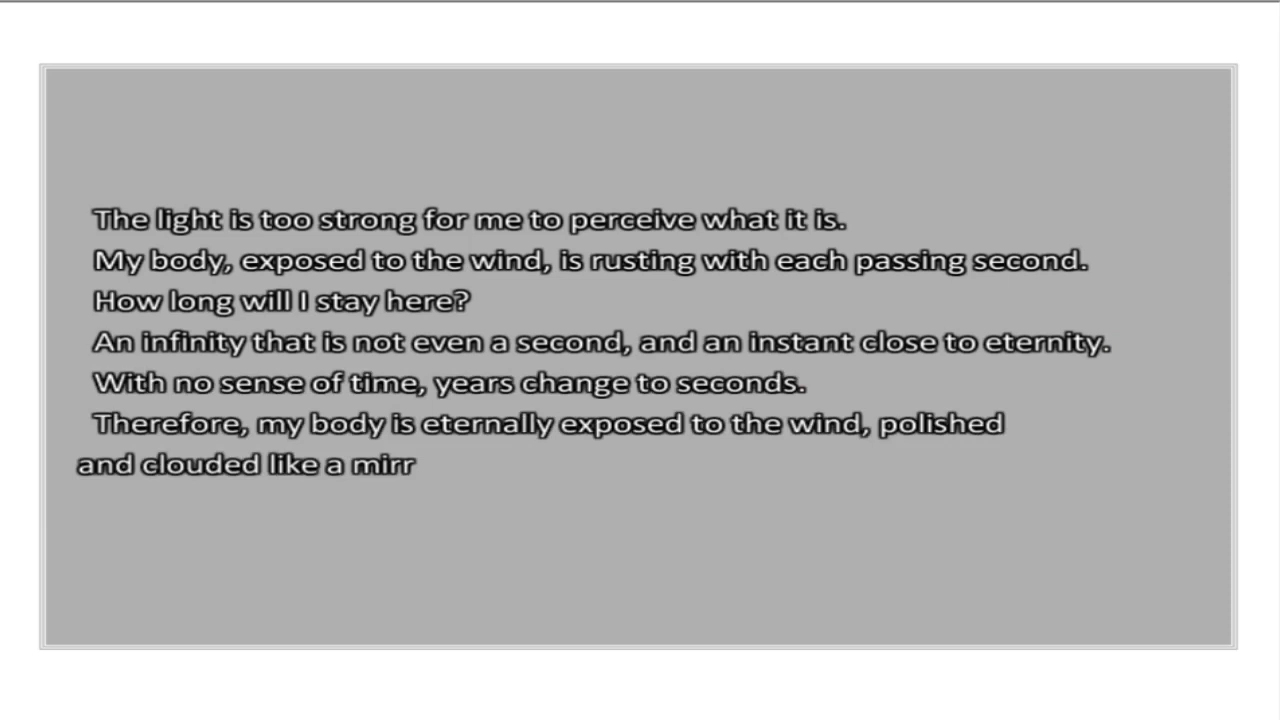 The light is too strong for me to perceive what it is.
My body, exposed to the wind, is rusting with each passing second.
How long will I stay here?
An infinity that is not even a second, and an instant close to eternity.
With no sense of time, years change to seconds.
Therefore, my body is eternally exposed to the wind, polished
and clouded like a mirr